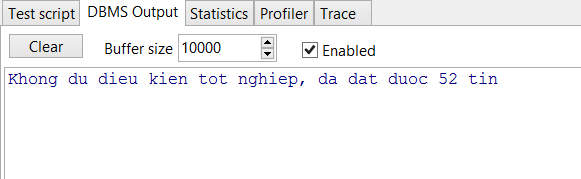 Test script DBMS Output Statistics Profiler Trace
Clear Buffer size 10000 Enabled
Khong du dieu kien tot nghiep, da dat duoc 52 tin